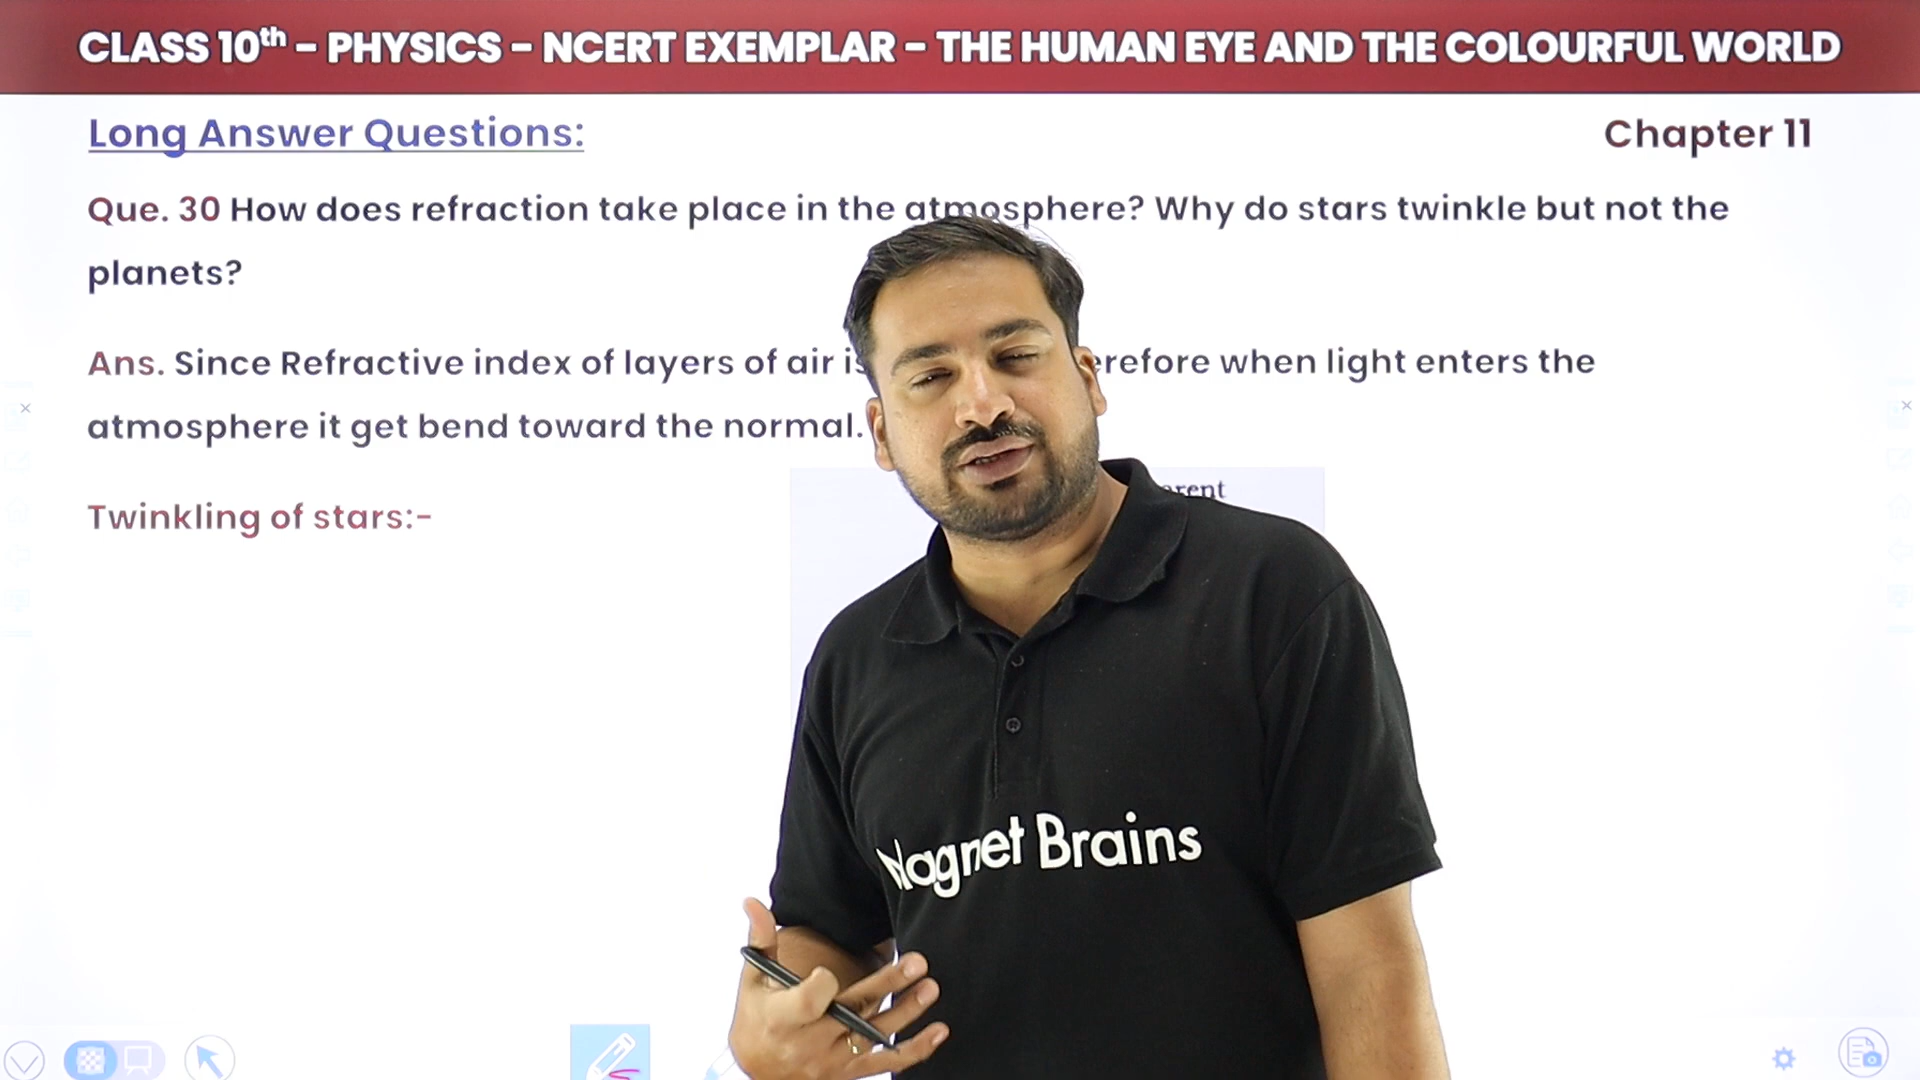 CLASS 10th – PHYSICS – NCERT EXEMPLAR – THE HUMAN EYE AND THE COLOURFUL WORLD
Long Answer Questions:
Chapter 11
Que. 30 How does refraction take place in the atmosphere? Why do stars twinkle but not the
planets?
Ans. Since Refractive index of layers of air when light enters the
atmosphere it get bend toward the normal.
Twinkling of stars:-
Magnet Brains